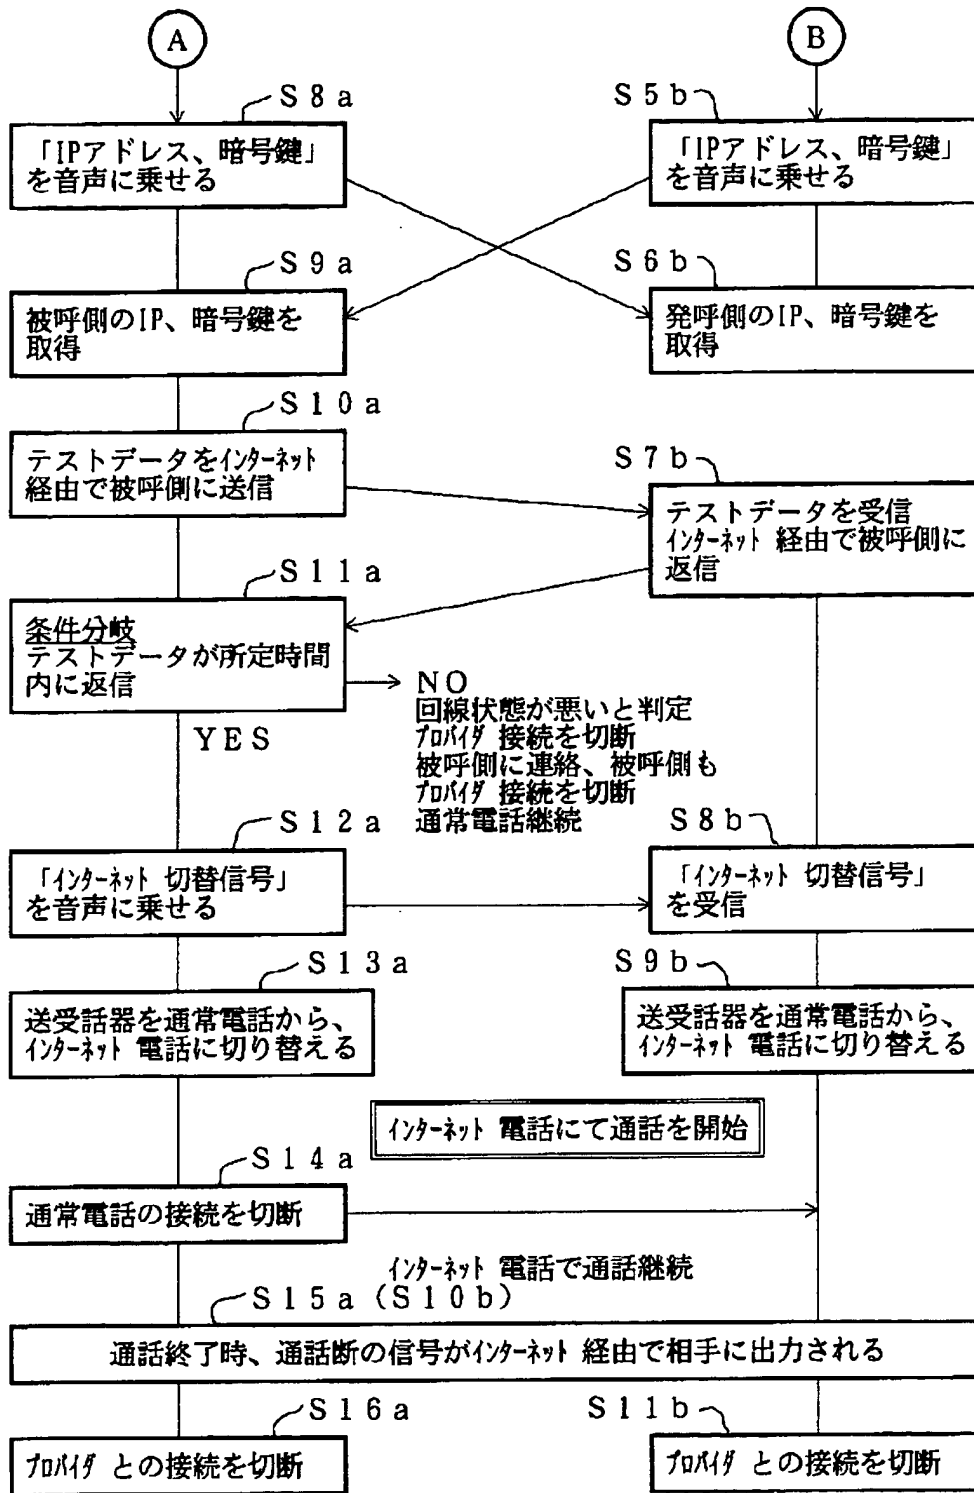 A
B
S8a
S5b
「IPアドレス、暗号鍵」
を音声に乗せる
「IPアドレス、暗号鍵」
を音声に乗せる
S9a
S6b
被呼側のIP、暗号鍵を
取得
発呼側のIP、暗号鍵を
取得
S10a
テストデータをインターネット
経由で被呼側に送信
S7b
テストデータを受信
インターネット 経由で被呼側に
返信
S11a
条件分岐
テストデータが所定時間
内に返信
NO
回線状態が悪いと判定
プロバイダ 接続を切断
被呼側に連絡、被呼側も
プロバイダ 接続を切断
通常電話継続
YES
S12a
S8b
「インターネット 切替信号」
を音声に乗せる
「インターネット 切替信号」
を受信
S13a
S9b
送受話器を通常電話から、
インターネット 電話に切り替える
送受話器を通常電話から、
インターネット 電話に切り替える
インターネット 電話にて通話を開始
S14a
通常電話の接続を切断
インターネット 電話で通話継続
S15a(S10b)
通話終了時、通話断の信号がインターネット 経由で相手に出力される
S16a
S11b
プロバイダ との接続を切断
プロバイダ との接続を切断